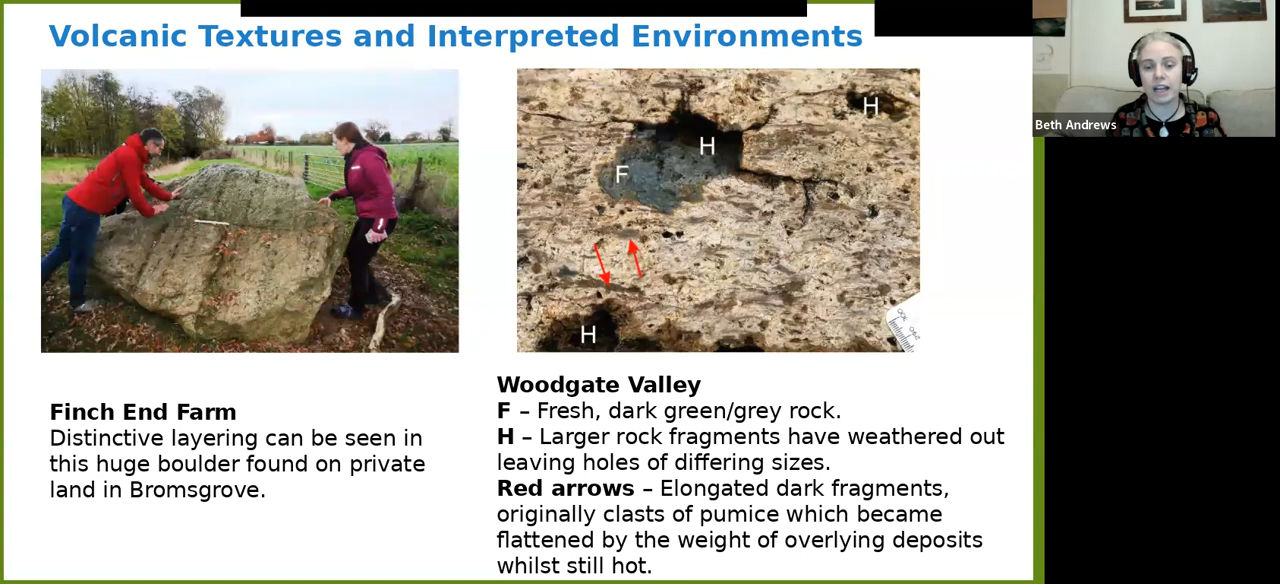 Volcanic Textures and Interpreted Environments
Beth Andrews
H
H
F
H
Finch End Farm
Distinctive layering can be seen in
this huge boulder found on private
land in Bromsgrove.
Woodgate Valley
F – Fresh, dark green/grey rock.
H – Larger rock fragments have weathered out
leaving holes of differing sizes.
Red arrows – Elongated dark fragments,
originally clasts of pumice which became
flattened by the weight of overlying deposits
whilst still hot.